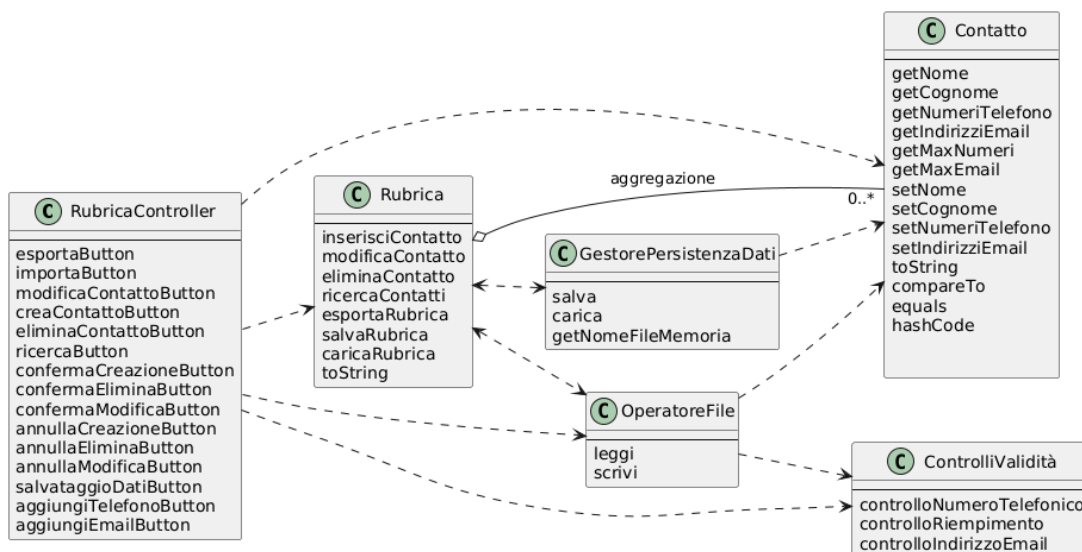 C RubricaController
esportaButton
importaButton
modificaContattoButton
creaContattoButton
eliminaContattoButton
ricercaButton
confermaCreazioneButton
confermaEliminaButton
confermaModificaButton
annullaCreazioneButton
annullaEliminaButton
annullaModificaButton
salvataggioDatiButton
aggiungiTelefonoButton
aggiungiEmailButton
C Rubrica
inserisciContatto
modificaContatto
eliminaContatto
ricercaContatti
esportaRubrica
salvaRubrica
caricaRubrica
toString
aggregazione
0..*
C GestorePersistenzaDati
salva
carica
getNomeFileMemoria
C OperatoreFile
leggi
scrivi
C Contatto
getNome
getCognome
getNumeriTelefono
getIndirizziEmail
getMaxNumeri
getMaxEmail
setNome
setCognome
setNumeriTelefono
setIndirizziEmail
toString
compareTo
equals
hashCode
C ControlliValidità
controlloNumeroTelefonico
controlloRiempimento
controlloIndirizzoEmail